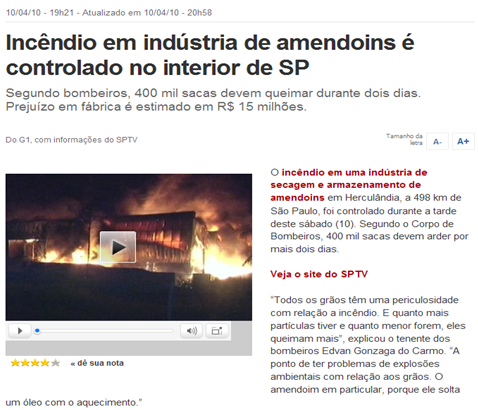 10/04/10 - 19h21 - Atualizado em 10/04/10 - 20h58
Incêndio em indústria de amendoins é
controlado no interior de SP
Segundo bombeiros, 400 mil sacas devem queimar durante dois dias.
Prejuízo em fábrica é estimado em R$ 15 milhões.
Do G1, com informações do SPTV
Tamanho da
letra
A-
A+
O incêndio em uma indústria de
secagem e armazenamento de
amendoins em Herculândia, a 498 km de
São Paulo, foi controlado durante a tarde
deste sábado (10). Segundo o Corpo de
Bombeiros, 400 mil sacas devem arder por
mais dois dias.
Veja o site do SPTV
"Todos os grãos têm uma periculosidade
com relação a incêndio. E quanto mais
partículas tiver e quanto menor forem, eles
queimam mais", explicou o tenente dos
bombeiros Edvan Gonzaga do Carmo. "A
ponto de ter problemas de explosões
ambientais com relação aos grãos. O
amendoim em particular, porque ele solta
um óleo com o aquecimento."
« dê sua nota